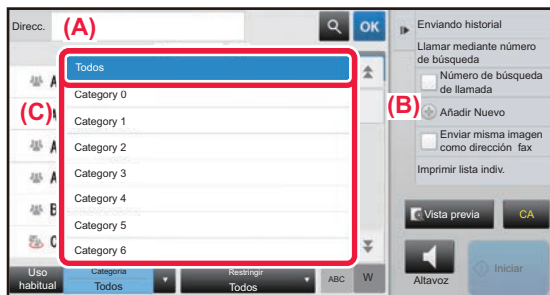 Direcc.
(A)
OK
Todos
Category 0
Category 1
Category 2
Category 3
Category 4
Category 5
Category 6
(C)
A
A
A
B
C
(B)
Enviando historial
Llamar mediante número
de búsqueda
Número de búsqueda
de llamada
Añadir Nuevo
Enviar misma imagen
como dirección fax
Imprimir lista indiv.
Vista previa
CA
Altavoz
Iniciar
Uso
habitual
Categoría
Todos
Restringir
Todos
ABC
W